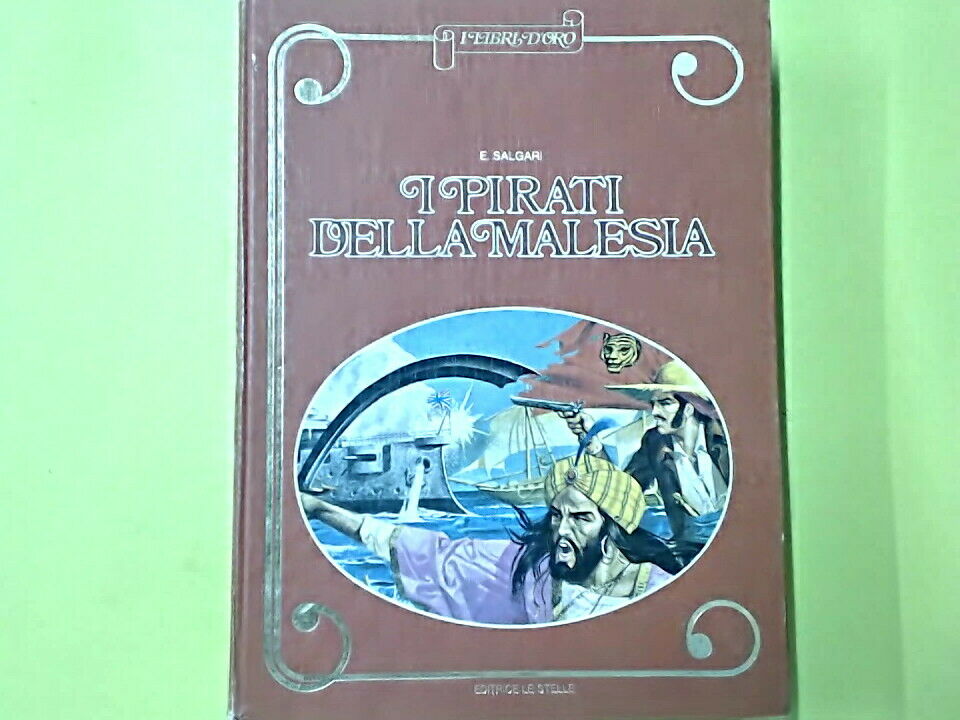 I LIBRI D'ORO
E. SALGARI
I PIRATI
DELLA MALESIA
EDITRICE LE STELLE